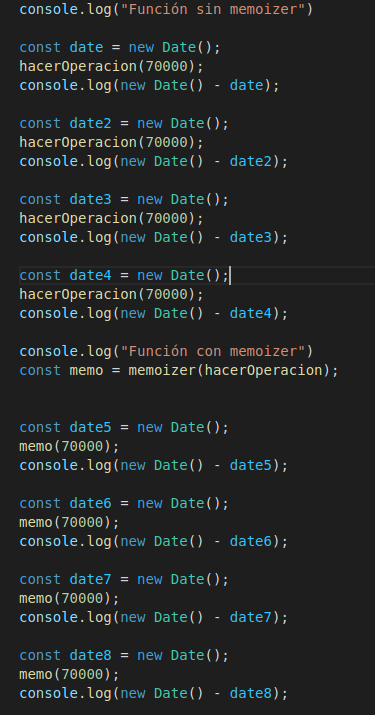 console.log("Función sin memoizer")
const date = new Date();
hacerOperacion(70000);
console.log(new Date() - date);
const date2 = new Date();
hacerOperacion(70000);
console.log(new Date() - date2);
const date3 = new Date();
hacerOperacion(70000);
console.log(new Date() - date3);
const date4 = new Date();
hacerOperacion(70000);
console.log(new Date() - date4);
console.log("Función con memoizer")
const memo = memoizer(hacerOperacion);
const date5 = new Date();
memo(70000);
console.log(new Date() - date5);
const date6 = new Date();
memo(70000);
console.log(new Date() - date6);
const date7 = new Date();
memo(70000);
console.log(new Date() - date7);
const date8 = new Date();
memo(70000);
console.log(new Date() - date8);